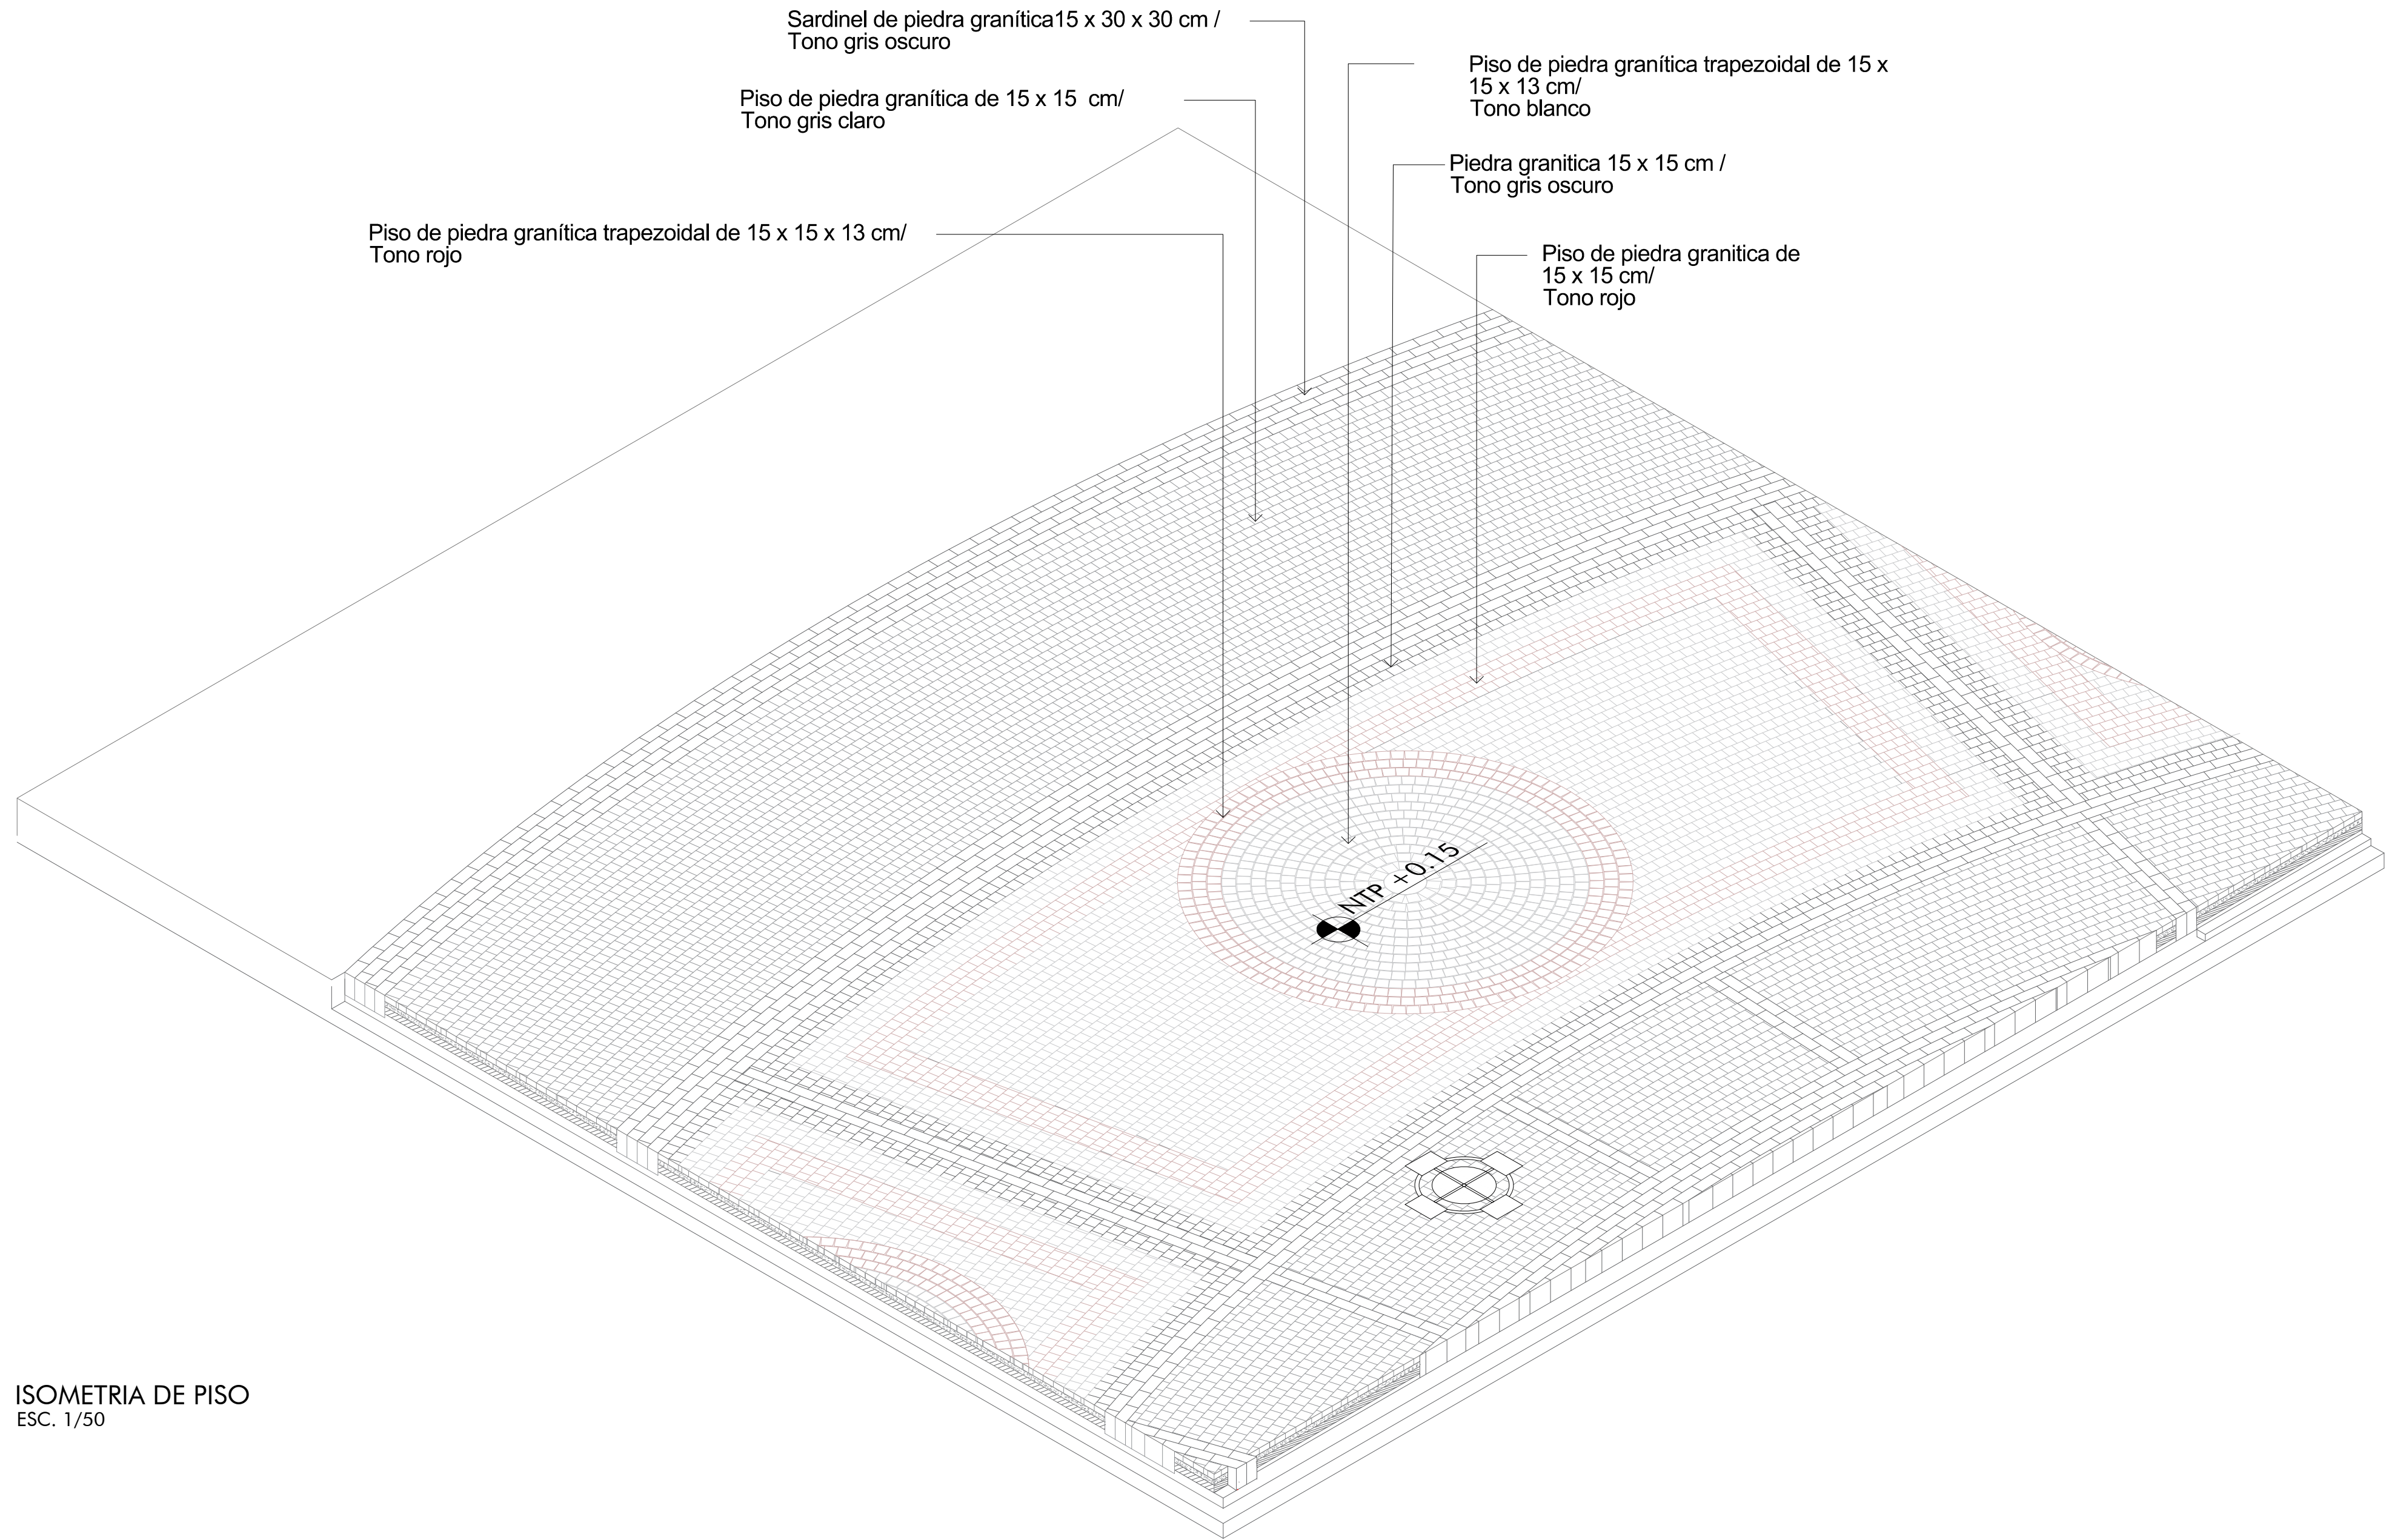 Sardinel de piedra granítica15 x 30 x 30 cm /
Tono gris oscuro
Piso de piedra granítica trapezoidal de 15 x
15 x 13 cm/
Tono blanco
Piso de piedra granítica de 15 x 15 cm/
Tono gris claro
Piedra granitica 15 x 15 cm /
Tono gris oscuro
Piso de piedra granítica trapezoidal de 15 x 15 x 13 cm/
Tono rojo
Piso de piedra granitica de
15 x 15 cm/
Tono rojo
NTP +0.15
ISOMETRIA DE PISO
ESC. 1/50